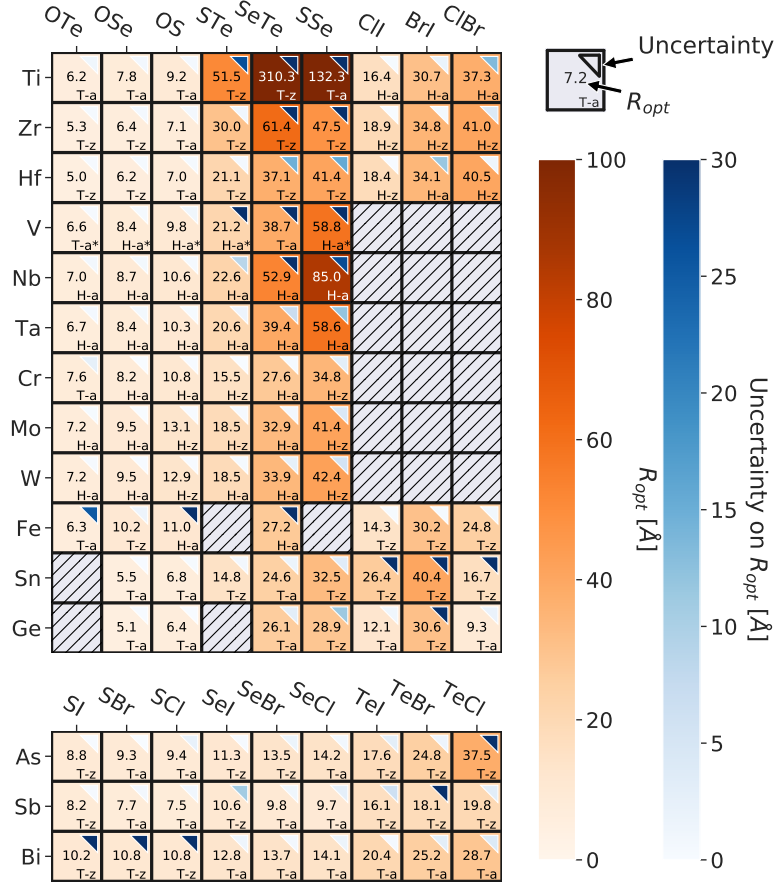 OTe OSe OS STe SeTe SSe ClI BrI ClBr
Ti 6.2 T-a 7.8 T-a 9.2 T-a 51.5 T-z 310.3 T-z 132.3 T-a 16.4 H-a 30.7 H-a 37.3 H-a
Zr 5.3 T-z 6.4 T-z 7.1 T-a 30.0 T-z 61.4 T-z 47.5 T-z 18.9 H-z 34.8 H-z 41.0 H-z
Hf 5.0 T-z 6.2 T-z 7.0 T-a 21.1 T-z 37.1 T-z 41.4 T-z 18.4 H-z 34.1 H-a 40.5 H-z
V 6.6 T-a* 8.4 H-a* 9.8 H-a* 21.2 H-a* 38.7 T-a 58.8 H-a*
Nb 7.0 H-a 8.7 H-a 10.6 H-a 22.6 H-a 52.9 H-a 85.0 H-a
Ta 6.7 H-a 8.4 H-a 10.3 H-a 20.6 H-a 39.4 H-a 58.6 H-a
Cr 7.6 T-a 8.2 H-a 10.8 H-a 15.5 H-z 27.6 H-a 34.8 H-z
Mo 7.2 H-a 9.5 H-a 13.1 H-a 18.5 H-z 32.9 H-a 41.4 H-z
W 7.2 H-a 9.5 H-a 12.9 H-z 18.5 H-a 33.9 H-a 42.4 H-z
Fe 6.3 T-a 10.2 T-z 11.0 H-a 27.2 H-a 14.3 T-z 30.2 T-z 24.8 T-z
Sn 5.5 T-a 6.8 T-a 14.8 T-z 24.6 T-a 32.5 T-z 26.4 T-z 40.4 T-z 16.7 T-z
Ge 5.1 T-a 6.4 T-a 26.1 T-a 28.9 T-z 12.1 T-a 30.6 T-z 9.3 T-a
Uncertainty
7.2
T-a
R_opt
100
80
60
40
20
0
R_opt [Å]
30
25
20
15
10
5
0
Uncertainty on R_opt [Å]
SI SBr SCl SeI SeBr SeCl TeI TeBr TeCl
As 8.8 T-z 9.3 T-a 9.4 T-a 11.3 T-z 13.5 T-z 14.2 T-a 17.6 T-z 24.8 T-a 37.5 T-z
Sb 8.2 T-z 7.7 T-z 7.5 T-a 10.6 T-z 9.8 T-z 9.7 T-a 16.1 T-z 18.1 T-z 19.8 T-a
Bi 10.2 T-z 10.8 T-z 10.8 T-z 12.8 T-a 13.7 T-a 14.1 T-a 20.4 T-z 25.2 T-a 28.7 T-a